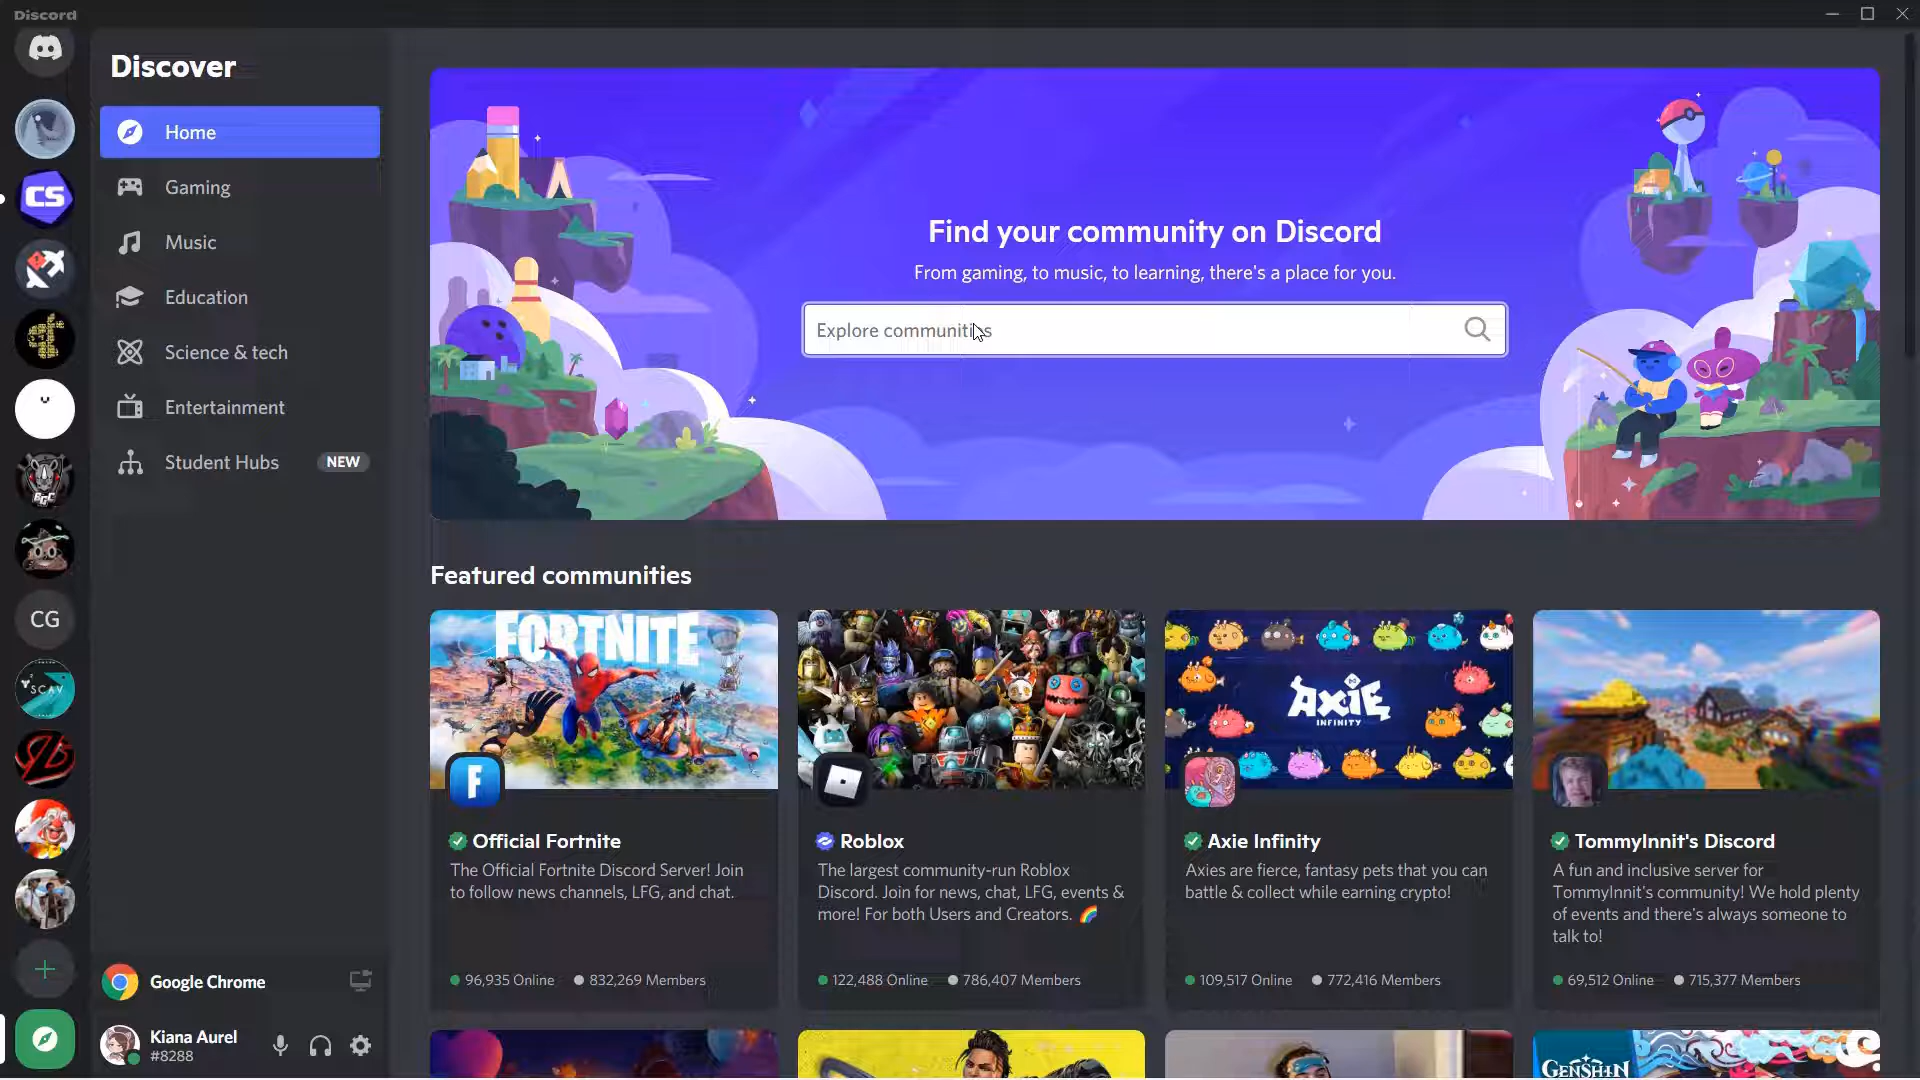 Discord
Discover
Home
Gaming
Music
Education
Science & tech
Entertainment
Student Hubs NEW
CS
BGC
CG
SCAV
Google Chrome
Kiana Aurel
#8288
Find your community on Discord
From gaming, to music, to learning, there's a place for you.
Explore communities
Featured communities
FORTNITE
F
Official Fortnite
The Official Fortnite Discord Server! Join
to follow news channels, LFG, and chat.
96,935 Online 832,269 Members
Roblox
The largest community-run Roblox
Discord. Join for news, chat, LFG, events &
more! For both Users and Creators. 🌈
122,488 Online 786,407 Members
AXIE
INFINITY
Axie Infinity
Axies are fierce, fantasy pets that you can
battle & collect while earning crypto!
109,517 Online 772,416 Members
TommyInnit's Discord
A fun and inclusive server for
TommyInnit's community! We hold plenty
of events and there's always someone to
talk to!
69,512 Online 715,377 Members
GENSHIN